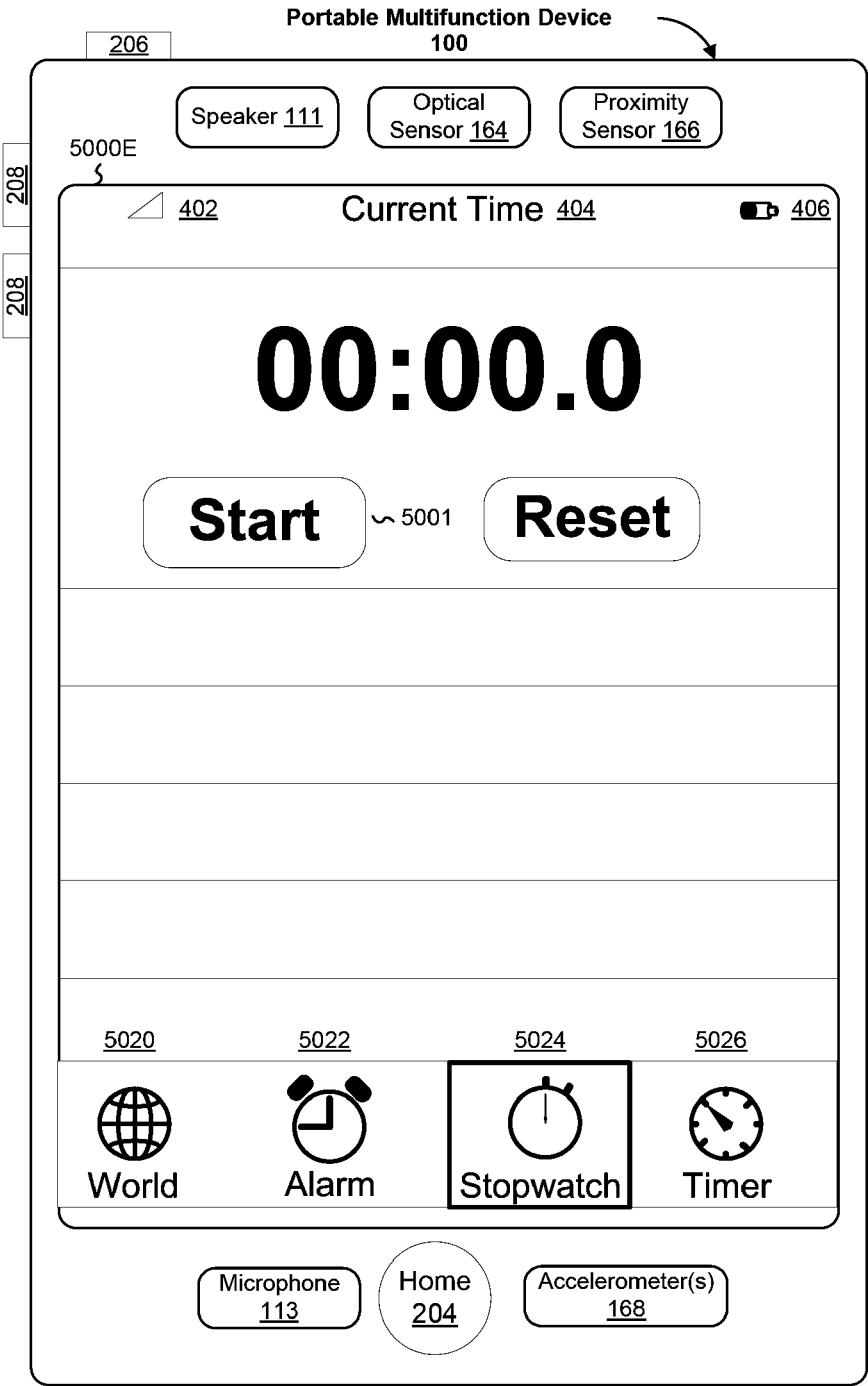 Portable Multifunction Device
100
206
Speaker 111
Optical
Sensor 164
Proximity
Sensor 166
5000E
208
208
402
Current Time 404
406
00:00.0
Start
5001
Reset
5020
5022
5024
5026
World
Alarm
Stopwatch
Timer
Microphone
113
Home
204
Accelerometer(s)
168